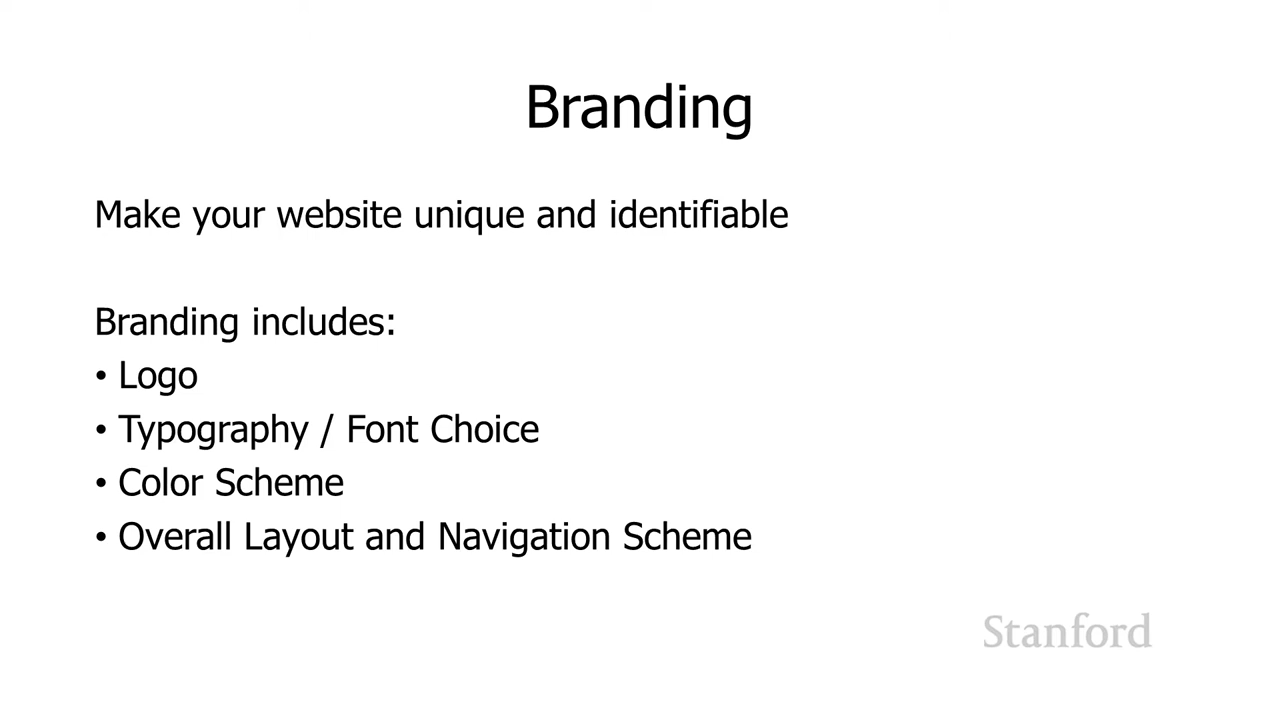 Branding
Make your website unique and identifiable
Branding includes:
• Logo
• Typography / Font Choice
• Color Scheme
• Overall Layout and Navigation Scheme
Stanford